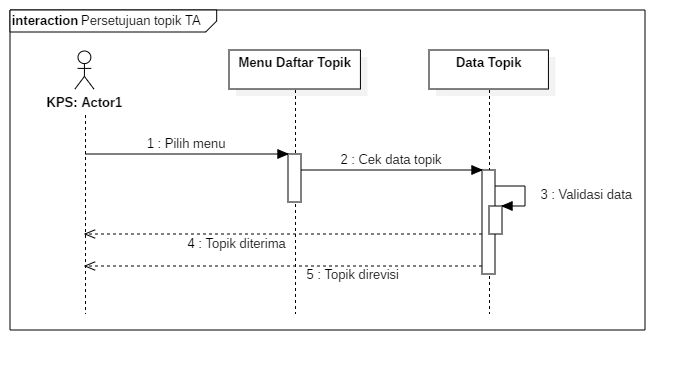 interaction Persetujuan topik TA
Menu Daftar Topik
Data Topik
KPS: Actor1
1 : Pilih menu
2 : Cek data topik
3 : Validasi data
4 : Topik diterima
5 : Topik direvisi